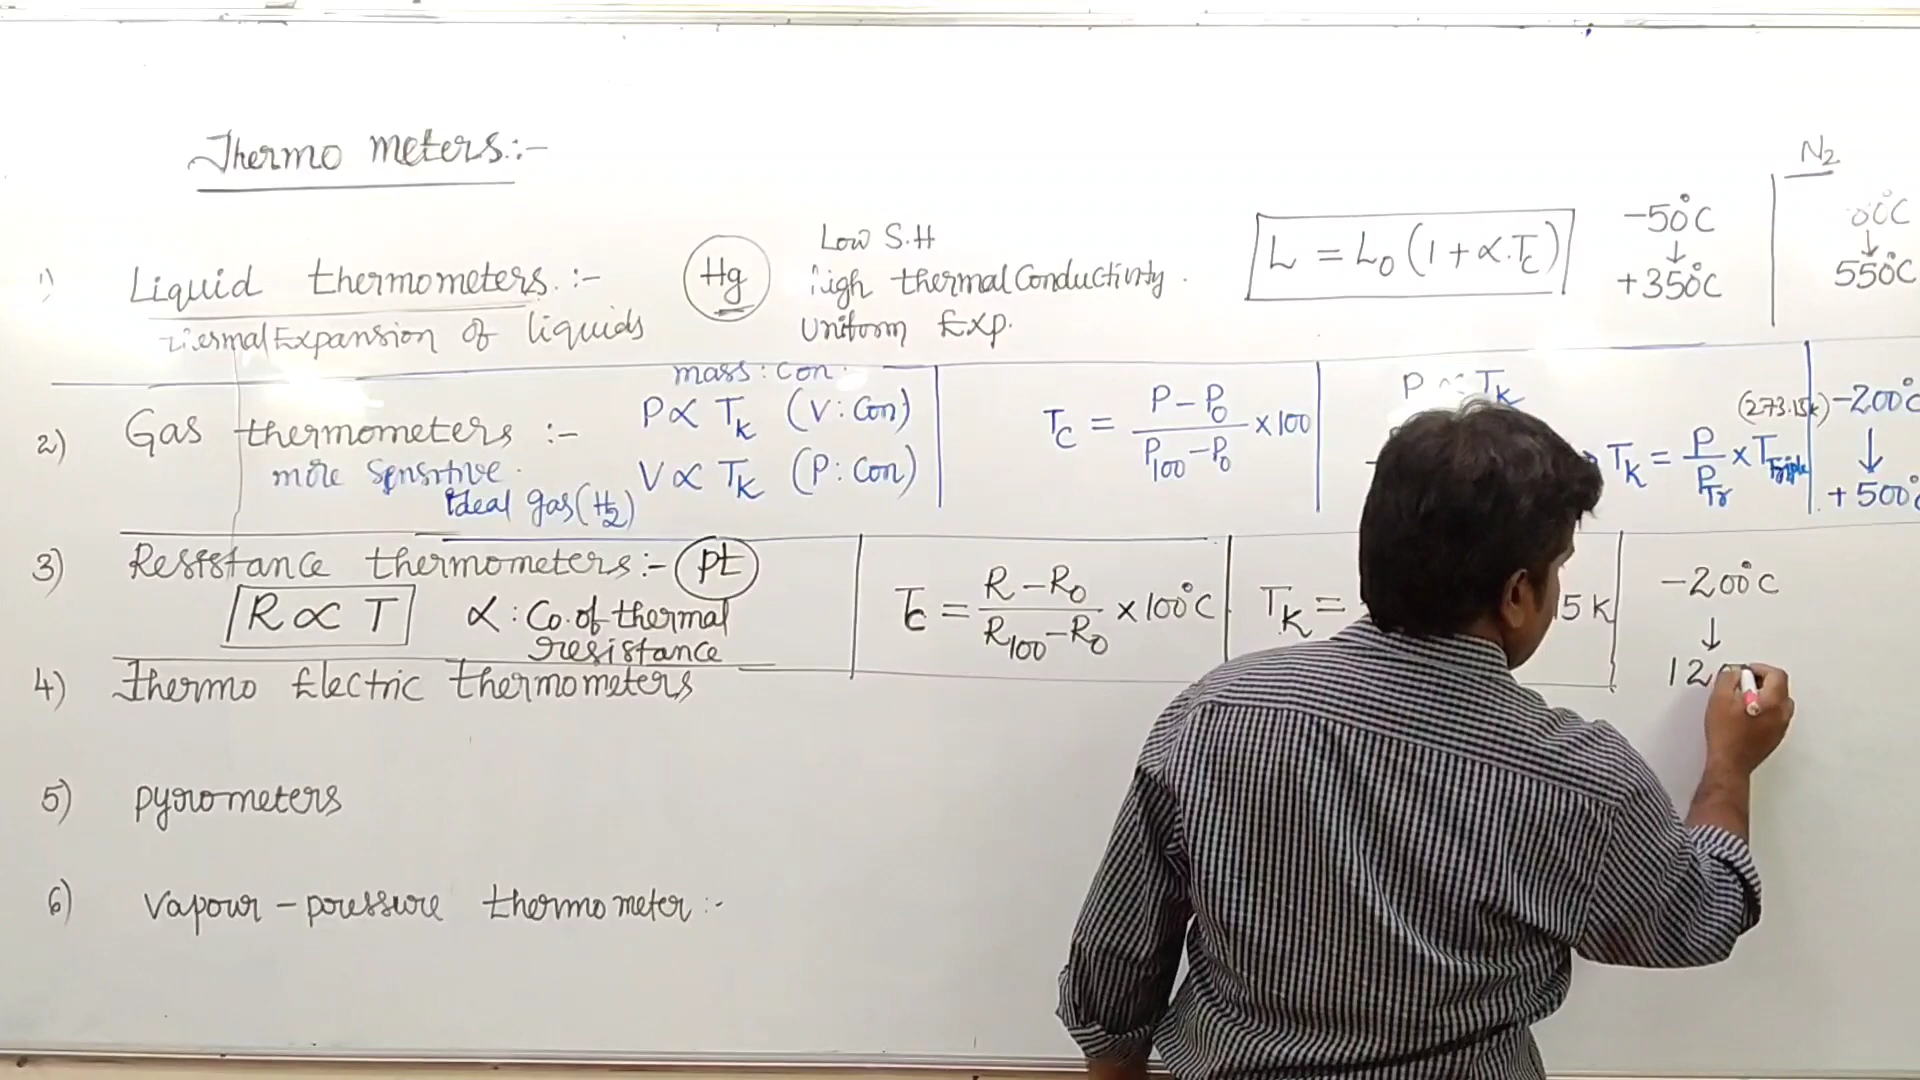 Thermo meters:-
N2
1) Liquid thermometers:-
Thermal Expansion of liquids
Hg
Low S.H
high thermal Conductivity.
Uniform Exp.
L = L0 (1+α.Tc)
-50°C
↓
+350°C
00°C
↓
550°C
2) Gas thermometers :-
more Sensitive.
Ideal gas (H2)
mass : Con.
P∝ TK (V: Con)
V∝ TK (P: Con)
TC = P-P0 / P100-P0 ×100
P ∝ TK
TK = P / PTr × TTriple
(273.15k)
-200°C
↓
+500°C
3) Resistance thermometers:- Pt
R ∝ T
α : Co.of thermal
resistance
TC = R-R0 / R100-R0 ×100°C
TK =
5 K
-200°C
↓
12
4) Thermo Electric thermometers
5) pyrometers
6) Vapour-pressure thermometer:-